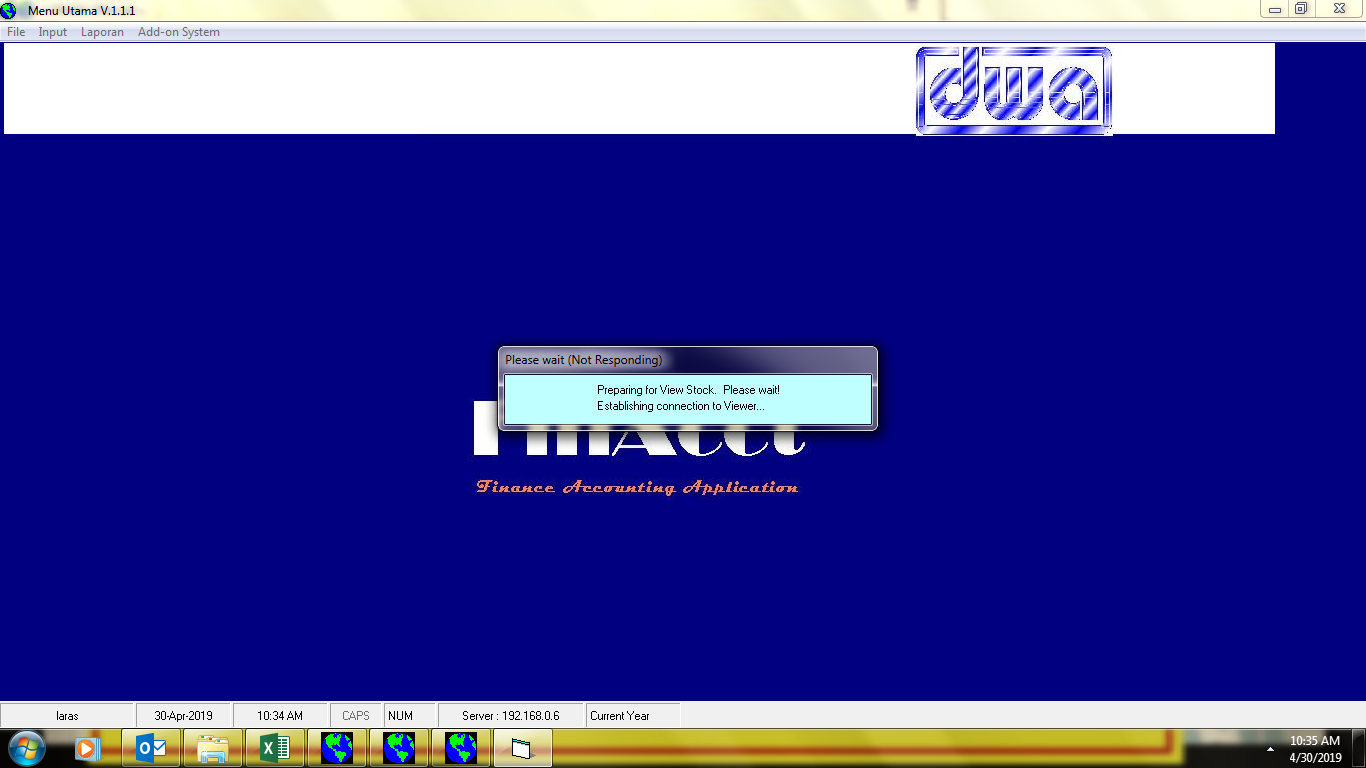 Menu Utama V.1.1.1
File Input Laporan Add-on System
dwa
Please wait (Not Responding)
Preparing for View Stock. Please wait!
Establishing connection to Viewer...
Finance Accounting Application
laras 30-Apr-2019 10:34 AM CAPS NUM Server : 192.168.0.6 Current Year
10:35 AM
4/30/2019